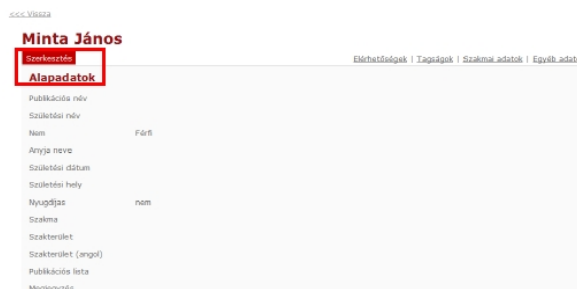 <<< Vissza
Minta János
Szerkesztés
Elérhetőségek | Tagságok | Szakmai adatok | Egyéb adat
Alapadatok
Publikációs név
Születési név
Nem Férfi
Anyja neve
Születési dátum
Születési hely
Nyugdíjas nem
Szakma
Szakterület
Szakterület (angol)
Publikációs lista
Megjegyzés